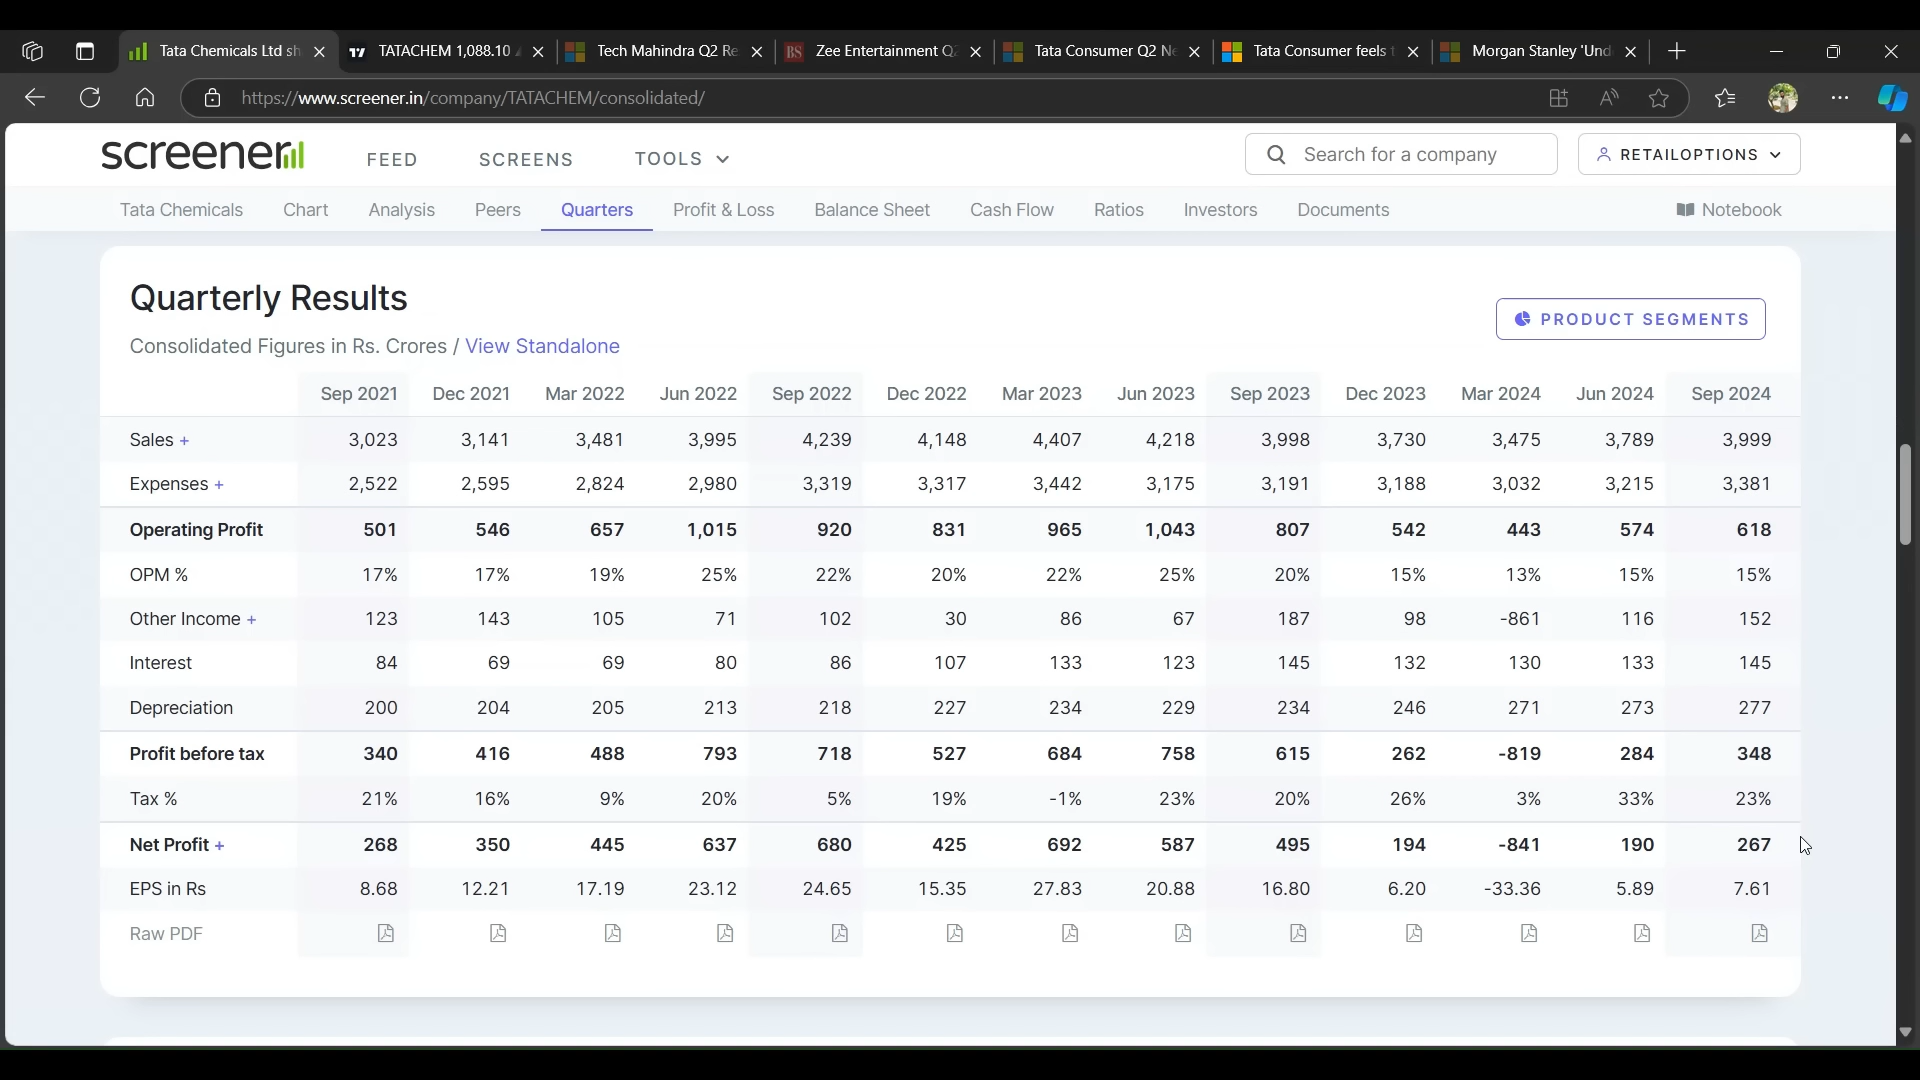 Tata Chemicals Ltd sh
TATACHEM 1,088.10
Tech Mahindra Q2 Re
BS Zee Entertainment Q2
Tata Consumer Q2 Ne
Tata Consumer feels t
Morgan Stanley 'Und
https://www.screener.in/company/TATACHEM/consolidated/
screener
FEED SCREENS TOOLS
Search for a company
RETAILOPTIONS
Tata Chemicals Chart Analysis Peers Quarters Profit & Loss Balance Sheet Cash Flow Ratios Investors Documents Notebook
Quarterly Results
PRODUCT SEGMENTS
Consolidated Figures in Rs. Crores / View Standalone
Sep 2021 Dec 2021 Mar 2022 Jun 2022 Sep 2022 Dec 2022 Mar 2023 Jun 2023 Sep 2023 Dec 2023 Mar 2024 Jun 2024 Sep 2024
Sales + 3,023 3,141 3,481 3,995 4,239 4,148 4,407 4,218 3,998 3,730 3,475 3,789 3,999
Expenses + 2,522 2,595 2,824 2,980 3,319 3,317 3,442 3,175 3,191 3,188 3,032 3,215 3,381
Operating Profit 501 546 657 1,015 920 831 965 1,043 807 542 443 574 618
OPM % 17% 17% 19% 25% 22% 20% 22% 25% 20% 15% 13% 15% 15%
Other Income + 123 143 105 71 102 30 86 67 187 98 -861 116 152
Interest 84 69 69 80 86 107 133 123 145 132 130 133 145
Depreciation 200 204 205 213 218 227 234 229 234 246 271 273 277
Profit before tax 340 416 488 793 718 527 684 758 615 262 -819 284 348
Tax % 21% 16% 9% 20% 5% 19% -1% 23% 20% 26% 3% 33% 23%
Net Profit + 268 350 445 637 680 425 692 587 495 194 -841 190 267
EPS in Rs 8.68 12.21 17.19 23.12 24.65 15.35 27.83 20.88 16.80 6.20 -33.36 5.89 7.61
Raw PDF